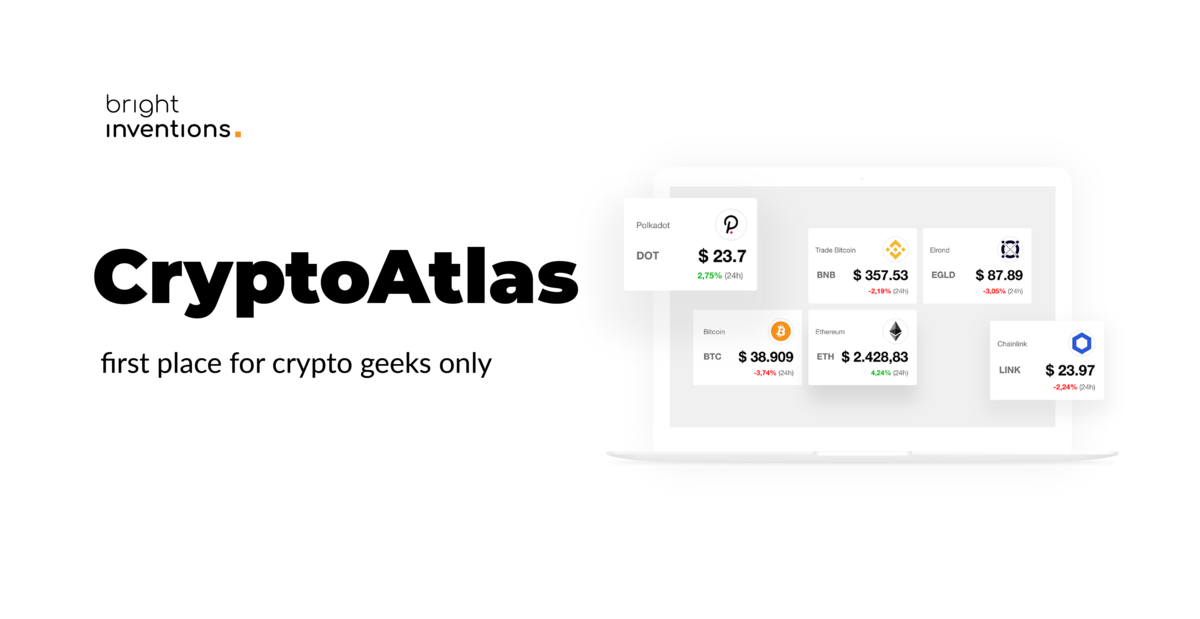 bright
inventions.
CryptoAtlas
first place for crypto geeks only
Polkadot
DOT $ 23.7
2,75% (24h)
Trade Bitcoin
BNB $ 357.53
-2,19% (24h)
Elrond
EGLD $ 87.89
-3,05% (24h)
Bitcoin
BTC $ 38.909
-3,74% (24h)
Ethereum
ETH $ 2.428,83
4,24% (24h)
Chainlink
LINK $ 23.97
-2,24% (24h)